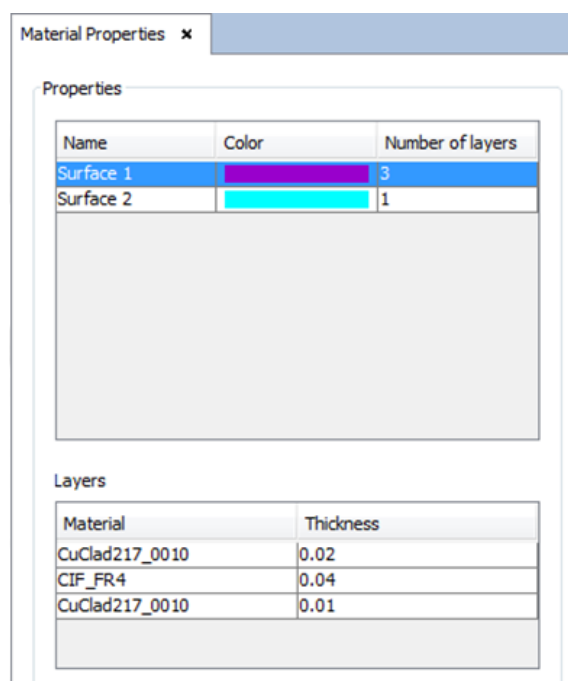 Material Properties
Properties
Name Color Number of layers
Surface 1 3
Surface 2 1
Layers
Material Thickness
CuClad217_0010 0.02
CIF_FR4 0.04
CuClad217_0010 0.01